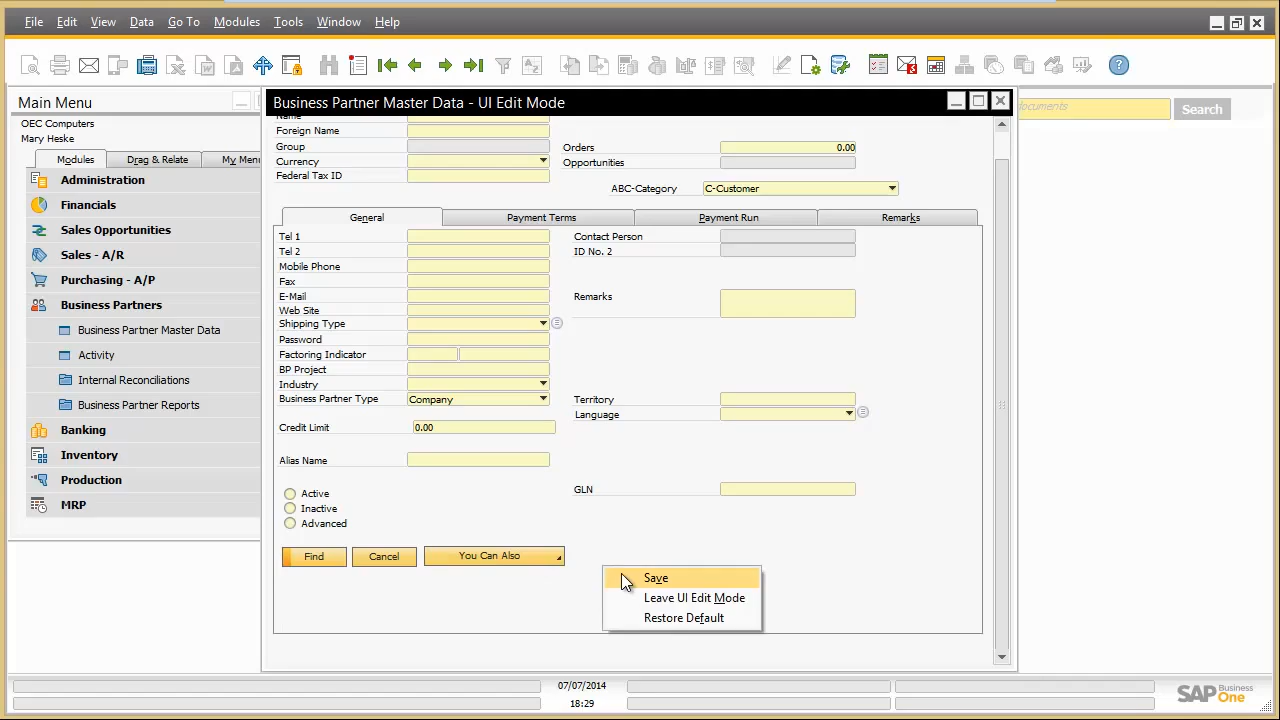 File Edit View Data Go To Modules Tools Window Help
Main Menu
OEC Computers
Mary Heske
Modules Drag & Relate My Menu
Administration
Financials
Sales Opportunities
Sales - A/R
Purchasing - A/P
Business Partners
Business Partner Master Data
Activity
Internal Reconciliations
Business Partner Reports
Banking
Inventory
Production
MRP
Business Partner Master Data - UI Edit Mode
documents
Search
Name
Foreign Name
Group
Currency
Federal Tax ID
Orders 0.00
Opportunities
ABC-Category C-Customer
General Payment Terms Payment Run Remarks
Tel 1
Tel 2
Mobile Phone
Fax
E-Mail
Web Site
Shipping Type
Password
Factoring Indicator
BP Project
Industry
Business Partner Type Company
Credit Limit 0.00
Alias Name
Contact Person
ID No. 2
Remarks
Territory
Language
GLN
Active
Inactive
Advanced
Find Cancel You Can Also
Save
Leave UI Edit Mode
Restore Default
07/07/2014
18:29
SAP Business One